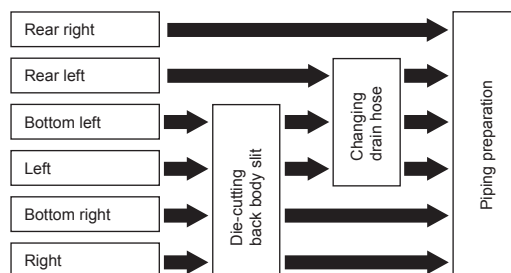 Rear right
Rear left
Bottom left
Left
Bottom right
Right
Die-cutting
back body slit
Changing
drain hose
Piping preparation